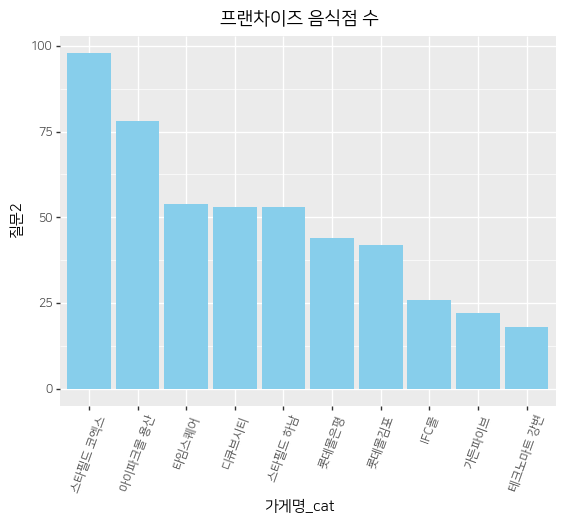 프랜차이즈 음식점 수
질문2
100
75
50
25
0
스타필드 코엑스
아이파크몰 용산
타임스퀘어
디큐브시티
스타필드 하남
롯데몰은평
롯데몰김포
IFC몰
가든파이브
테크노마트 강변
가게명_cat